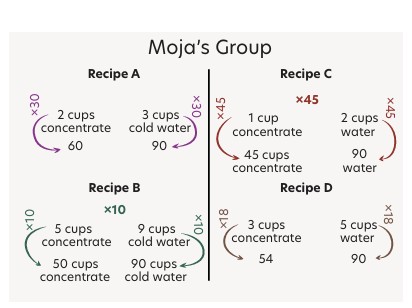 Moja's Group
Recipe A
×30
2 cups
concentrate
60
3 cups
cold water
90
×30
Recipe B
×10
×10
5 cups
concentrate
50 cups
concentrate
9 cups
cold water
90 cups
cold water
×10
Recipe C
×45
×45
1 cup
concentrate
45 cups
concentrate
2 cups
water
90
water
×45
Recipe D
×18
3 cups
concentrate
54
5 cups
water
90
×18